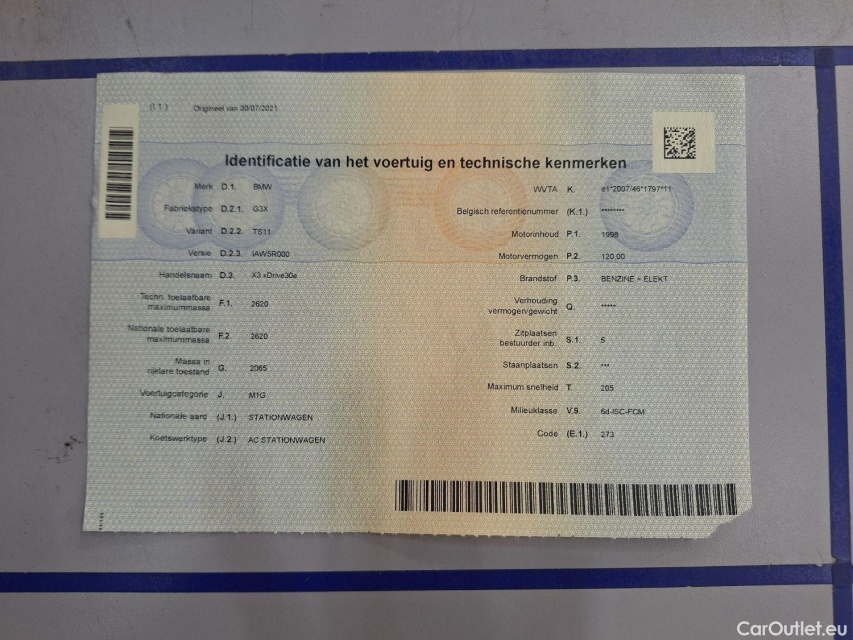 (I.1.) Origineel van 30/07/2021
Identificatie van het voertuig en technische kenmerken
Merk D.1. BMW
Fabriekstype D.2.1. G3X
Variant D.2.2. TS11
Versie D.2.3. IAW5R000
Handelsnaam D.3. X3 xDrive30e
Techn. toelaatbare
maximummassa F.1. 2620
Nationale toelaatbare
maximummassa F.2. 2620
Massa in
rijklare toestand G. 2065
Voertuigcategorie J. M1G
Nationale aard (J.1.) STATIONWAGEN
Koetswerktype (J.2.) AC STATIONWAGEN
WVTA K. e1*2007/46*1797*11
Belgisch referentienummer (K.1.) ********
Motorinhoud P.1. 1998
Motorvermogen P.2. 120,00
Brandstof P.3. BENZINE + ELEKT
Verhouding
vermogen/gewicht Q. *****
Zitplaatsen
bestuurder inb. S.1. 5
Staanplaatsen S.2. ***
Maximum snelheid T. 205
Milieuklasse V.9. 6d-ISC-FCM
Code (E.1.) 273
CarOutlet.eu